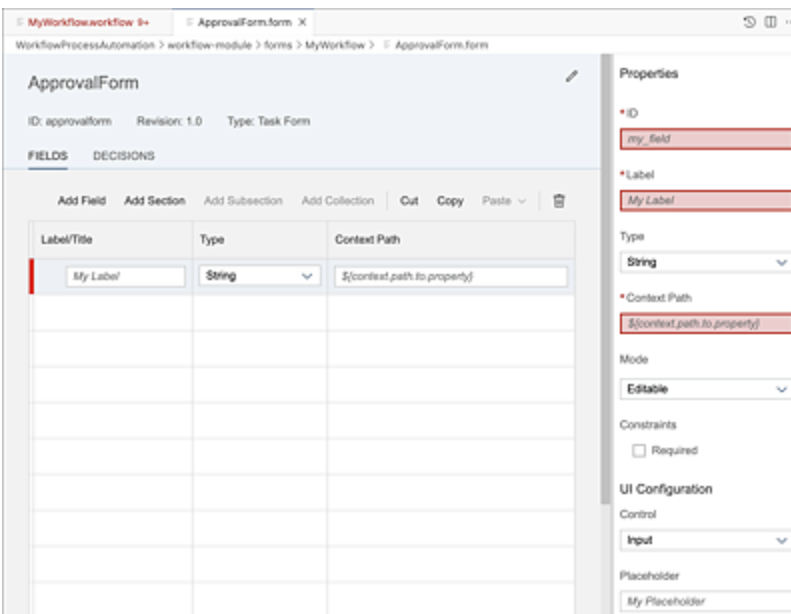 MyWorkflow.workflow 9+
ApprovalForm.form
WorkflowProcessAutomation > workflow-module > forms > MyWorkflow > ApprovalForm.form
ApprovalForm
ID: approvalform Revision: 1.0 Type: Task Form
FIELDS DECISIONS
Add Field Add Section Add Subsection Add Collection Cut Copy Paste
Label/Title Type Context Path
My Label String ${context.path.to.property}
Properties
*ID
my_field
*Label
My Label
Type
String
*Context Path
${context.path.to.property}
Mode
Editable
Constraints
Required
UI Configuration
Control
Input
Placeholder
My Placeholder